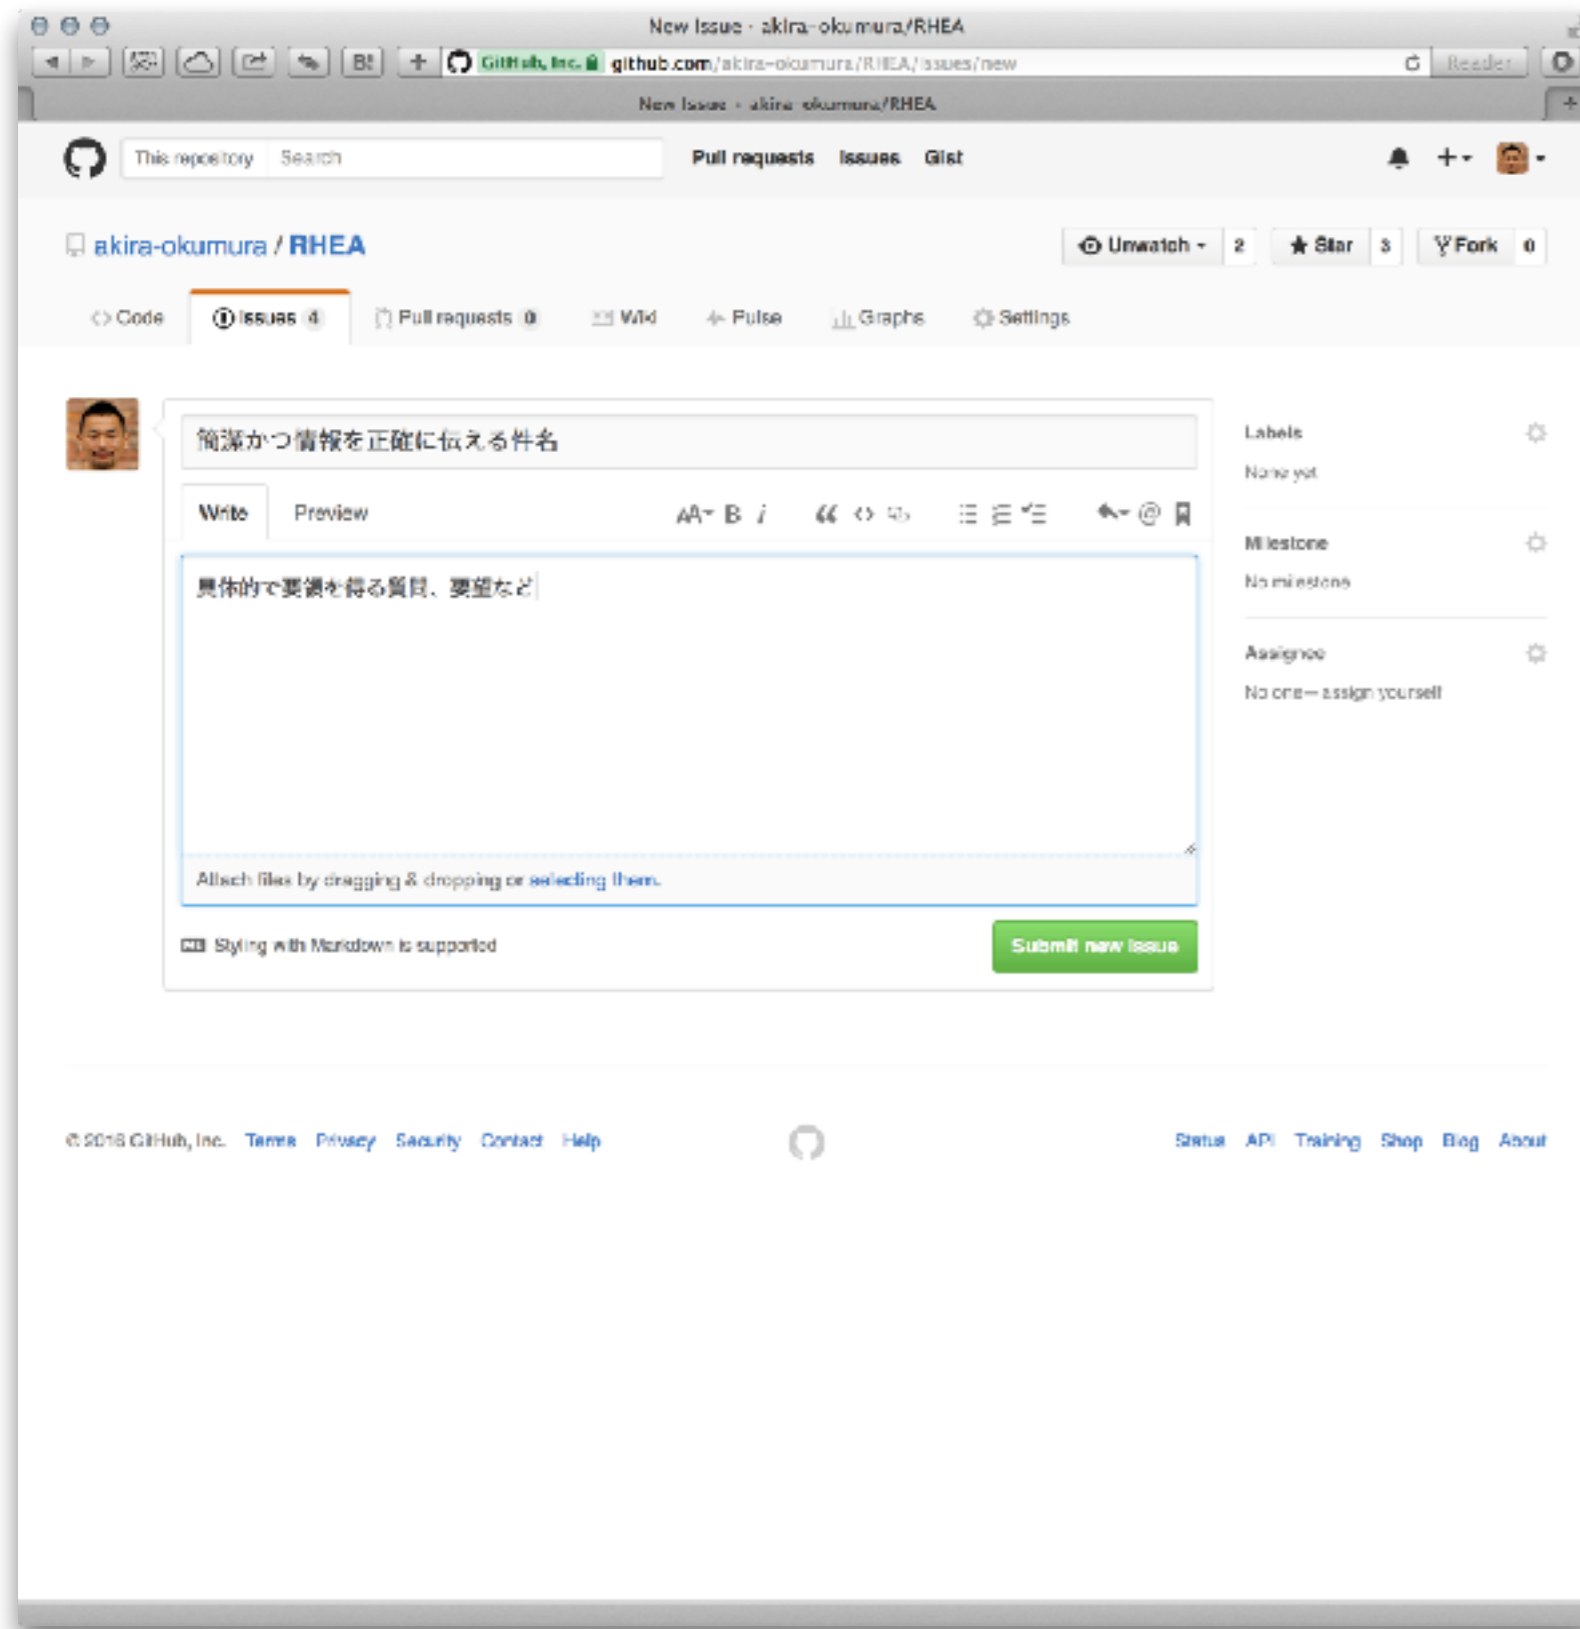 New Issue · akira-okumura/RHEA
B!
+
GitHub, Inc. github.com/akira-okumura/RHEA/issues/new
Reader
New Issue · akira-okumura/RHEA
+
This repository Search Pull requests Issues Gist
akira-okumura / RHEA Unwatch 2 Star 3 Fork 0
Code Issues 4 Pull requests 0 Wiki Pulse Graphs Settings
簡潔かつ情報を正確に伝える件名
Labels
None yet
Write Preview AA B i “ <> @
Milestone
No milestone
具体的で要領を得る質問、要望など
Assignee
No one—assign yourself
Attach files by dragging & dropping or selecting them.
Styling with Markdown is supported Submit new issue
© 2016 GitHub, Inc. Terms Privacy Security Contact Help Status API Training Shop Blog About